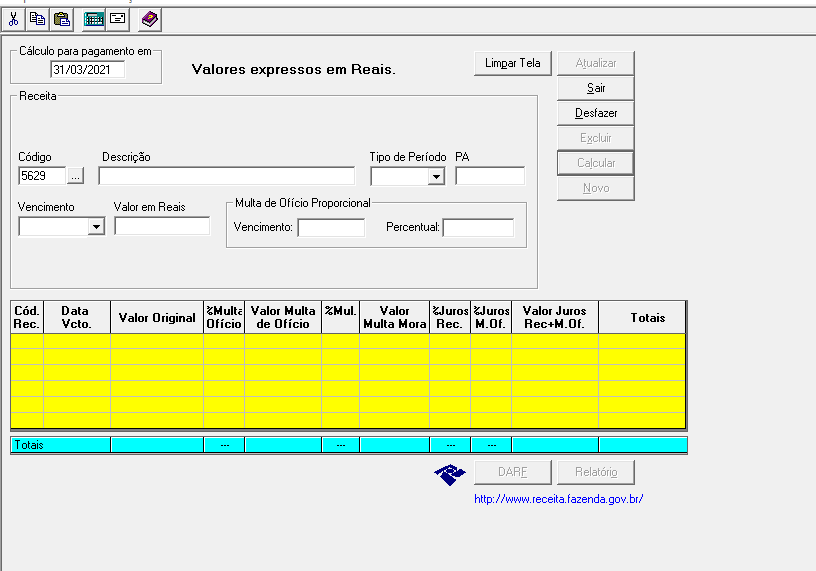 Cálculo para pagamento em
31/03/2021
Valores expressos em Reais.
Limpar Tela
Atualizar
Sair
Desfazer
Excluir
Calcular
Novo
Receita
Código
Descrição
Tipo de Período
PA
5629
...
Vencimento
Valor em Reais
Multa de Ofício Proporcional
Vencimento:
Percentual:
Cód. Rec.
Data Vcto.
Valor Original
%Multa Ofício
Valor Multa de Ofício
%Mul.
Valor Multa Mora
%Juros Rec.
%Juros M.Of.
Valor Juros Rec+M.Of.
Totais
Totais --- --- --- ---
DARF
Relatório
http://www.receita.fazenda.gov.br/